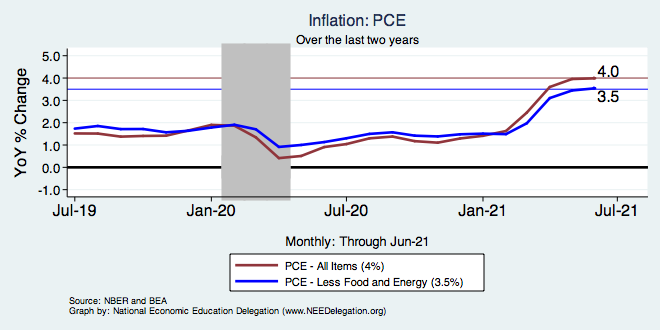 Inflation: PCE
Over the last two years
YoY % Change
5.0
4.0
3.0
2.0
1.0
0.0
-1.0
4.0
3.5
Jul-19
Jan-20
Jul-20
Jan-21
Jul-21
Monthly: Through Jun-21
PCE - All Items (4%)
PCE - Less Food and Energy (3.5%)
Source: NBER and BEA
Graph by: National Economic Education Delegation (www.NEEDelegation.org)